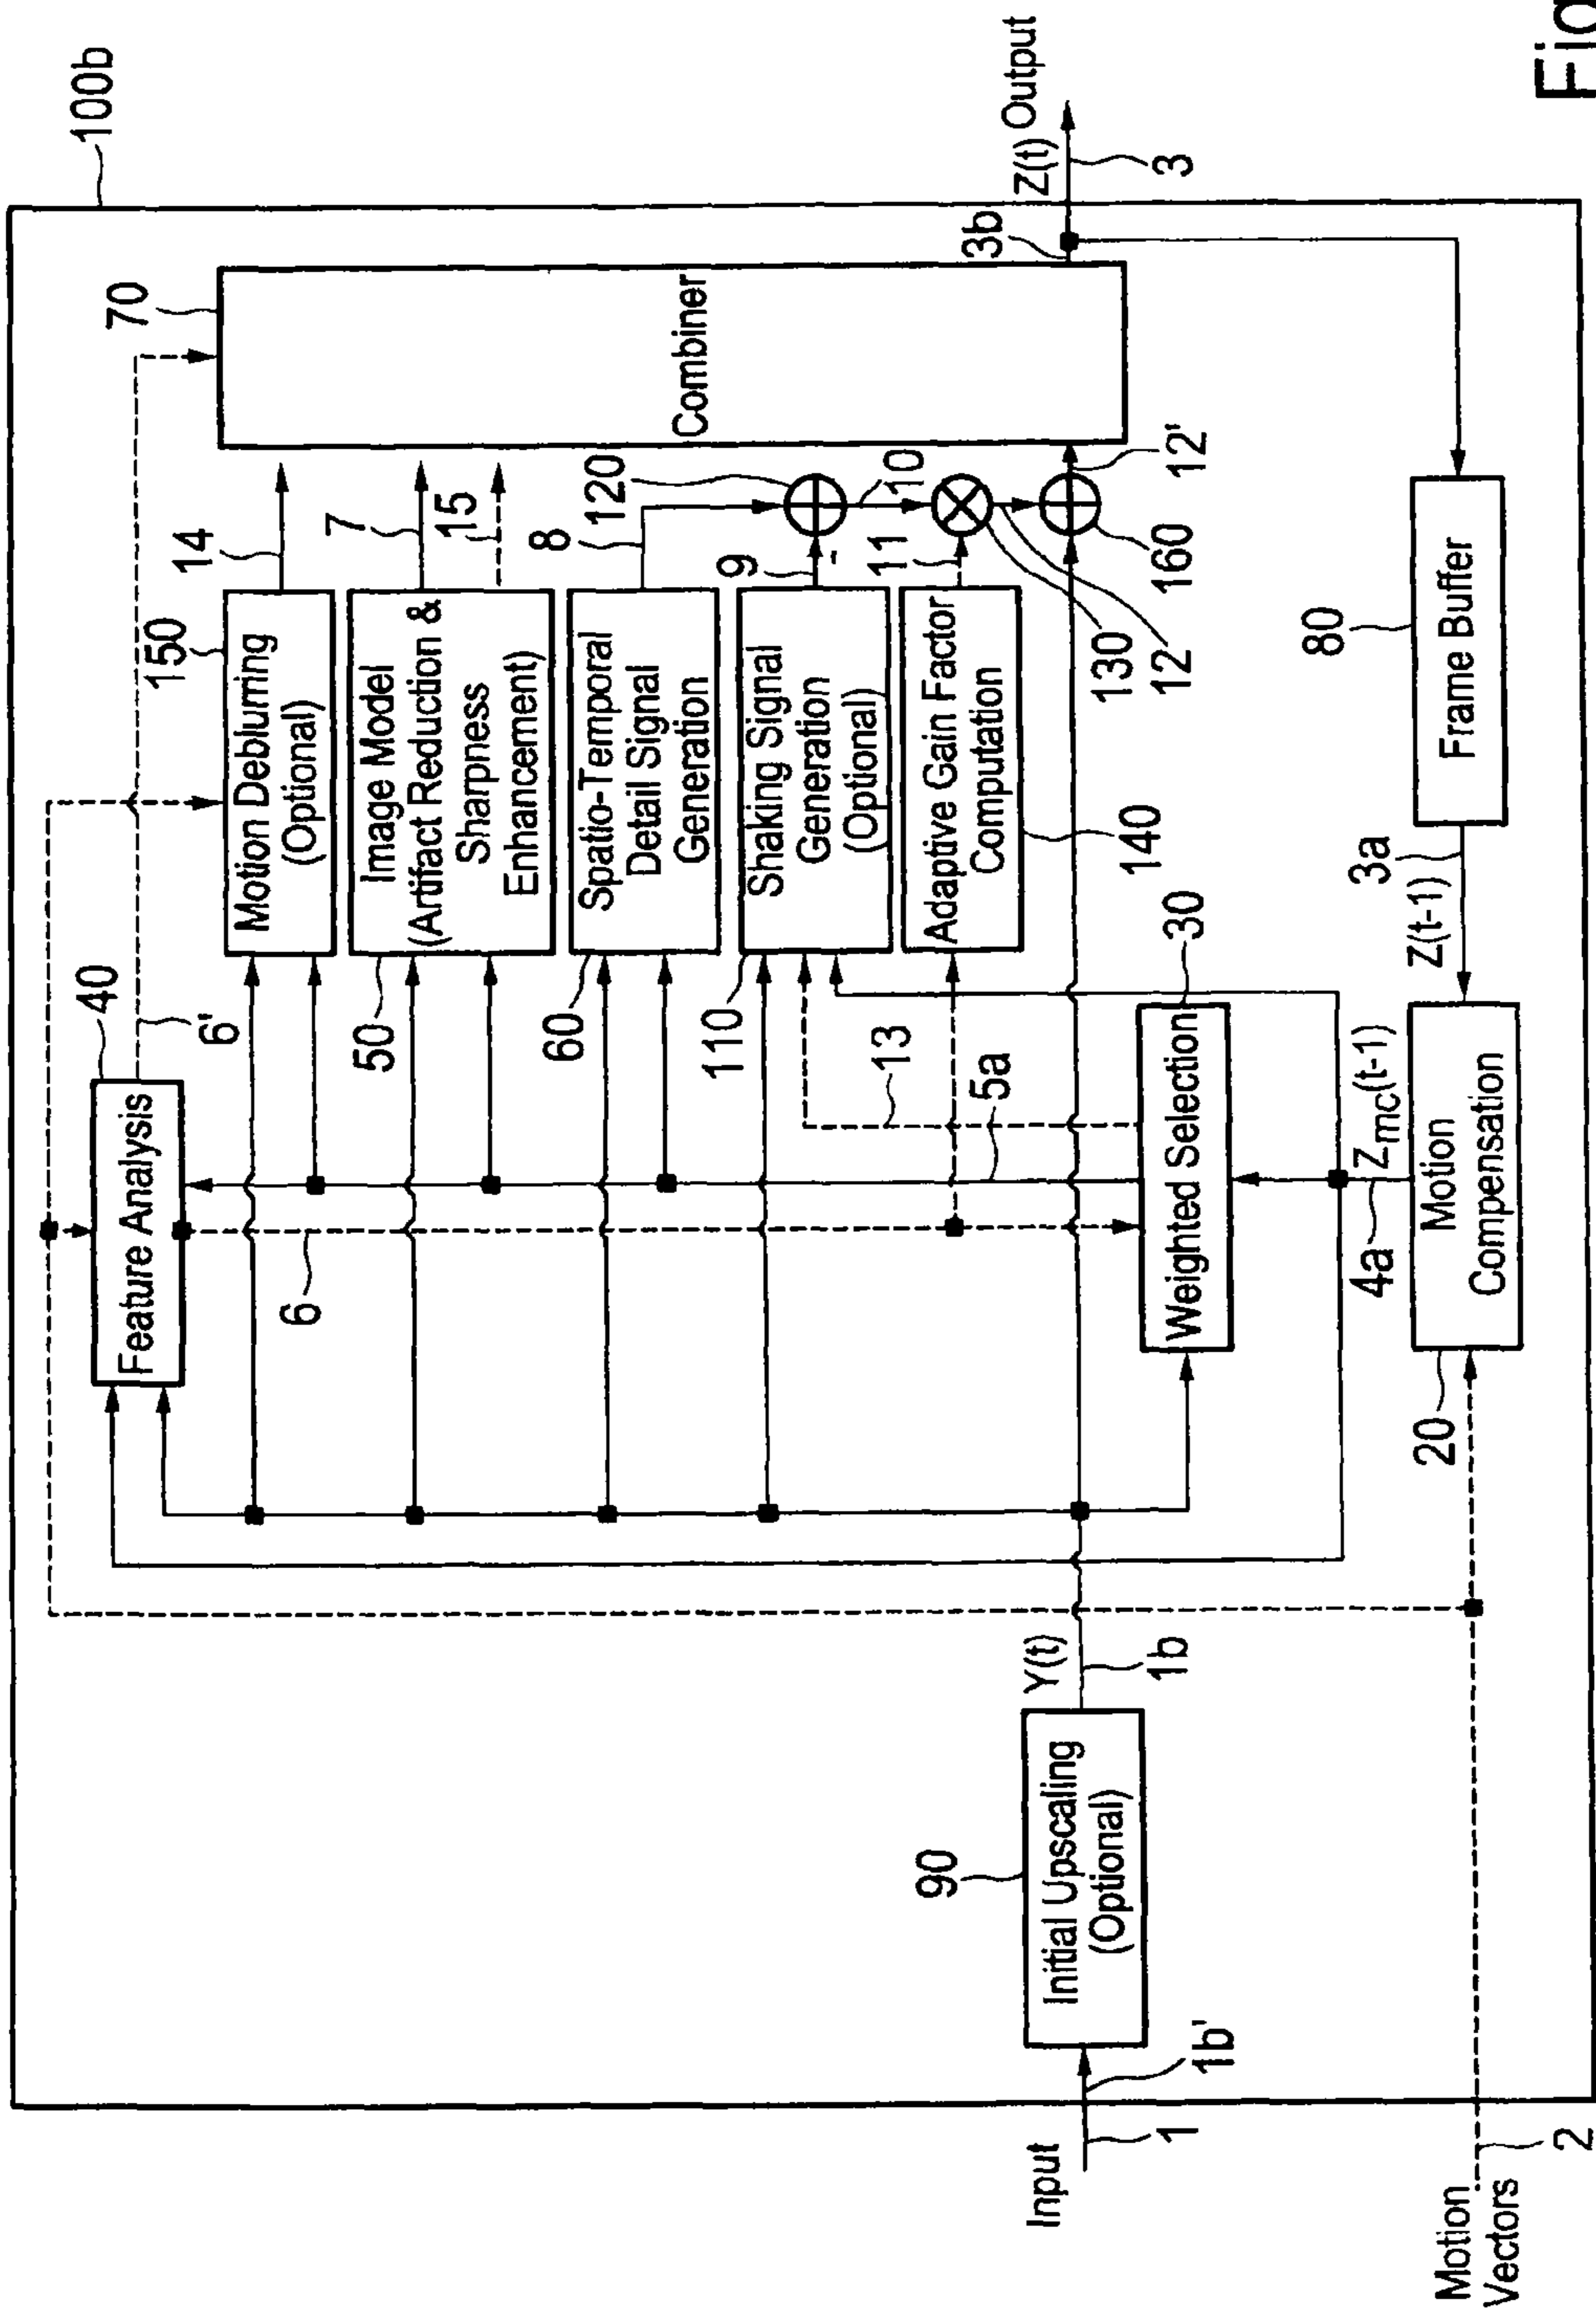 100b
40
Feature Analysis
6'
6
70
Combiner
150
Motion Deblurring
(Optional)
14
50
Image Model
(Artifact Reduction &
Sharpness
Enhancement)
7
15
60
Spatio-Temporal
Detail Signal
Generation
8
120
110
Shaking Signal
Generation
(Optional)
9
-
10
13
5a
Adaptive Gain Factor
Computation
11
140
130
12
160
12'
3b
Z(t)
Output
3
Input
1
1b'
90
Initial Upscaling
(Optional)
Y(t)
1b
30
Weighted Selection
4a
Zmc(t-1)
20
Motion
Compensation
Z(t-1)
3a
80
Frame Buffer
Motion
Vectors
2